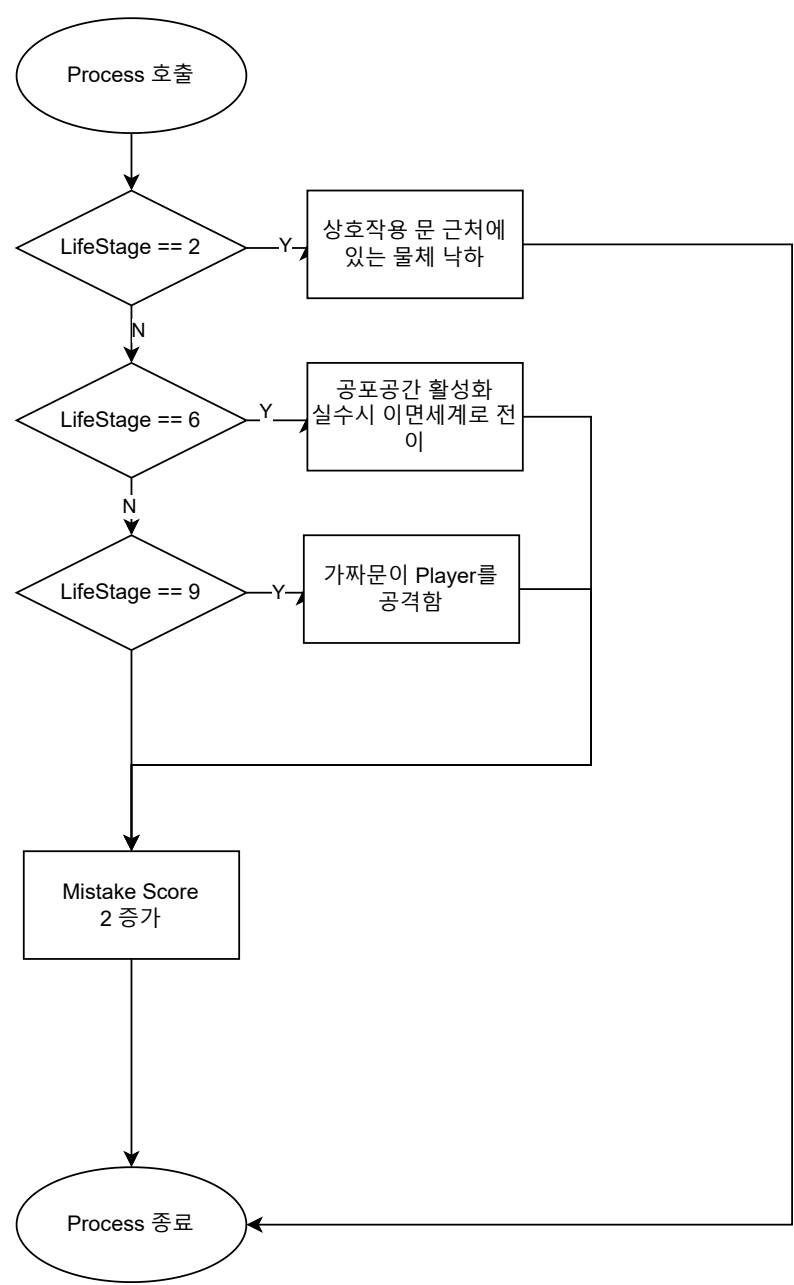 Process 호출
LifeStage == 2
Y
상호작용 문 근처에
있는 물체 낙하
N
LifeStage == 6
Y
공포공간 활성화
실수시 이면세계로 전
이
N
LifeStage == 9
Y
가짜문이 Player를
공격함
Mistake Score
2 증가
Process 종료